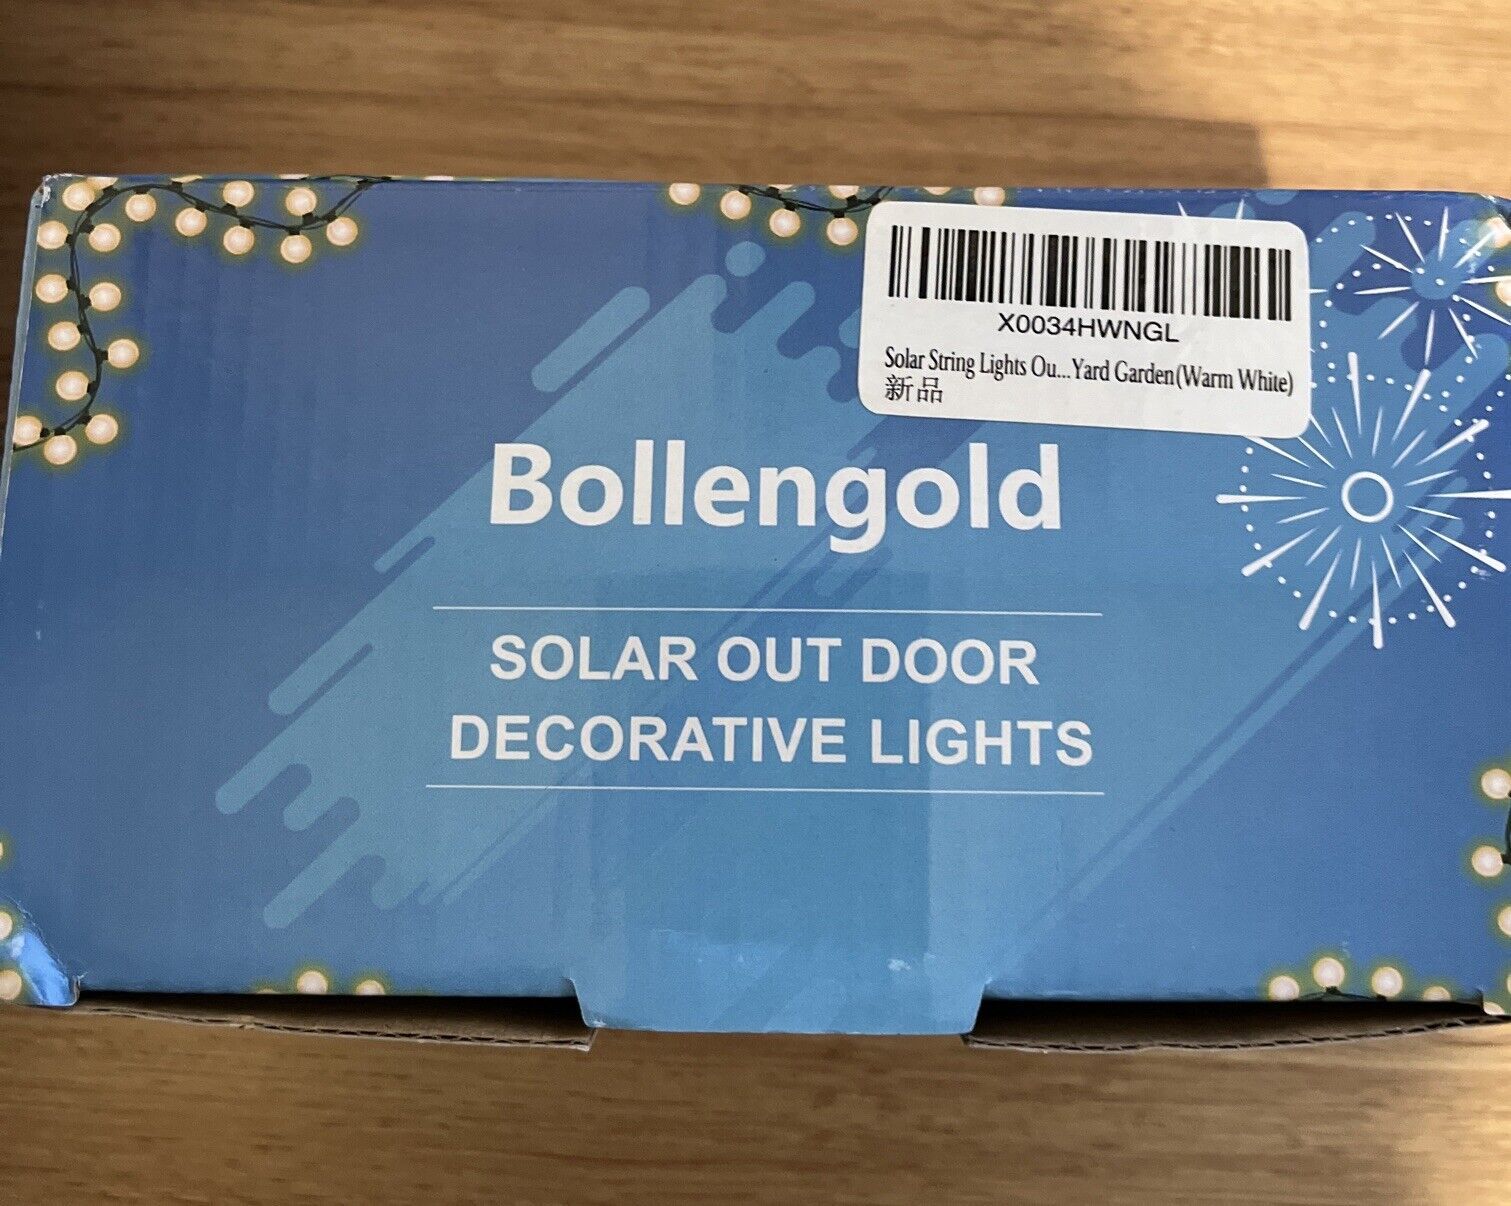 X0034HWNGL
Solar String Lights Ou...Yard Garden(Warm White)
新品
Bollengold
SOLAR OUT DOOR
DECORATIVE LIGHTS